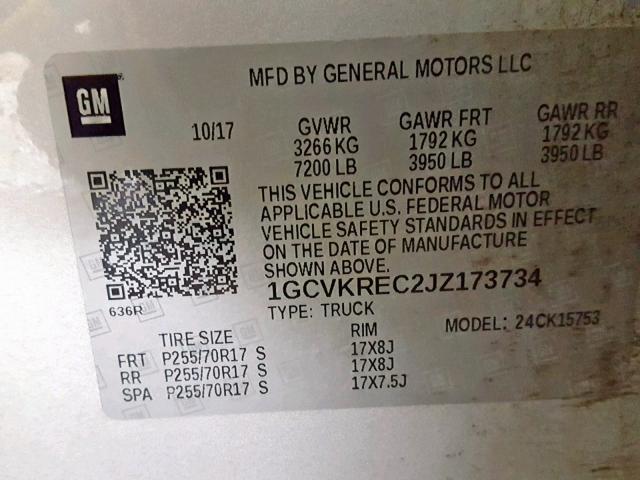 MFD BY GENERAL MOTORS LLC
GM
10/17
GVWR GAWR FRT GAWR RR
3266 KG 1792 KG 1792 KG
7200 LB 3950 LB 3950 LB
THIS VEHICLE CONFORMS TO ALL
APPLICABLE U.S. FEDERAL MOTOR
VEHICLE SAFETY STANDARDS IN EFFECT
ON THE DATE OF MANUFACTURE
SHOWN ABOVE.
1GCVKREC2JZ173734
636R
TYPE: TRUCK MODEL: 24CK15753
TIRE SIZE RIM
FRT P255/70R17 S 17X8J
RR P255/70R17 S 17X8J
SPA P255/70R17 S 17X7.5J